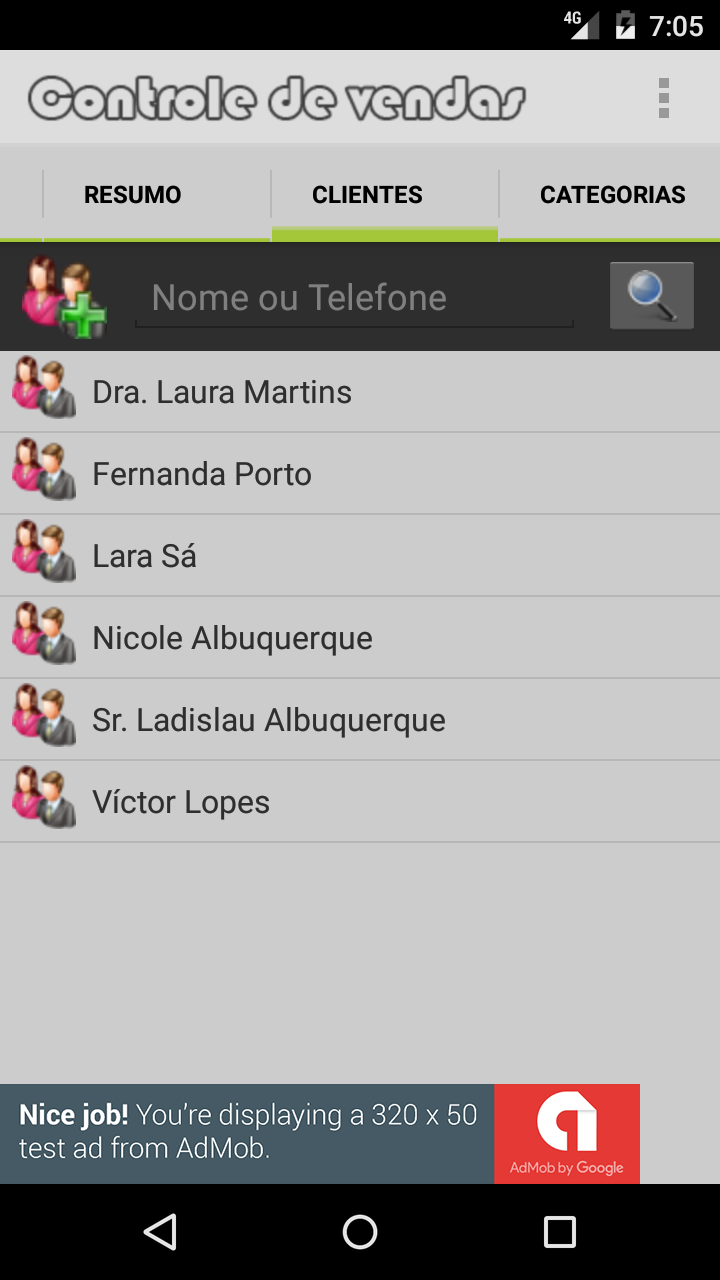 4G 7:05
Controle de vendas
RESUMO CLIENTES CATEGORIAS
Nome ou Telefone
Dra. Laura Martins
Fernanda Porto
Lara Sá
Nicole Albuquerque
Sr. Ladislau Albuquerque
Víctor Lopes
Nice job! You're displaying a 320 x 50
test ad from AdMob.
AdMob by Google